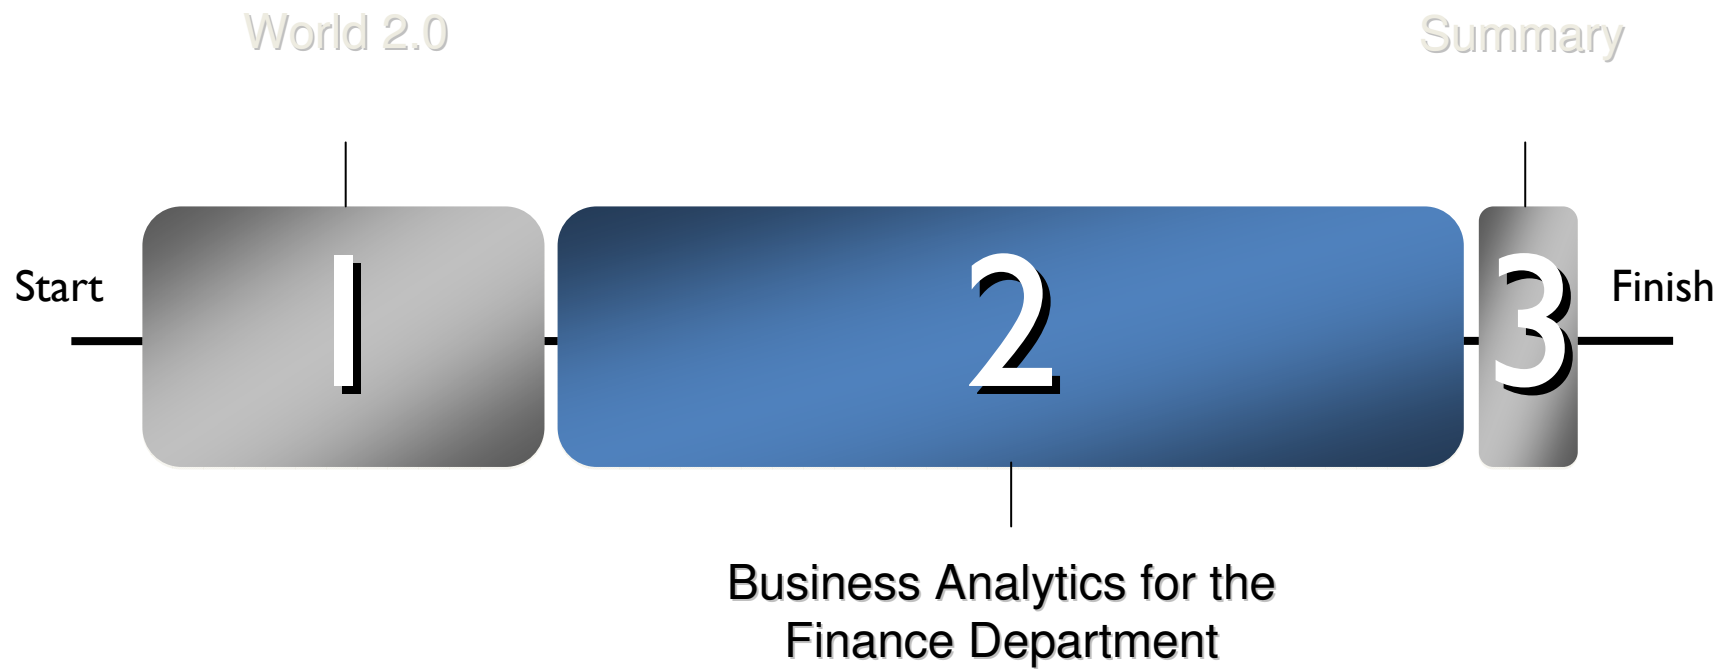 World 2.0
Summary
Start
1
2
3
Finish
Business Analytics for the
Finance Department